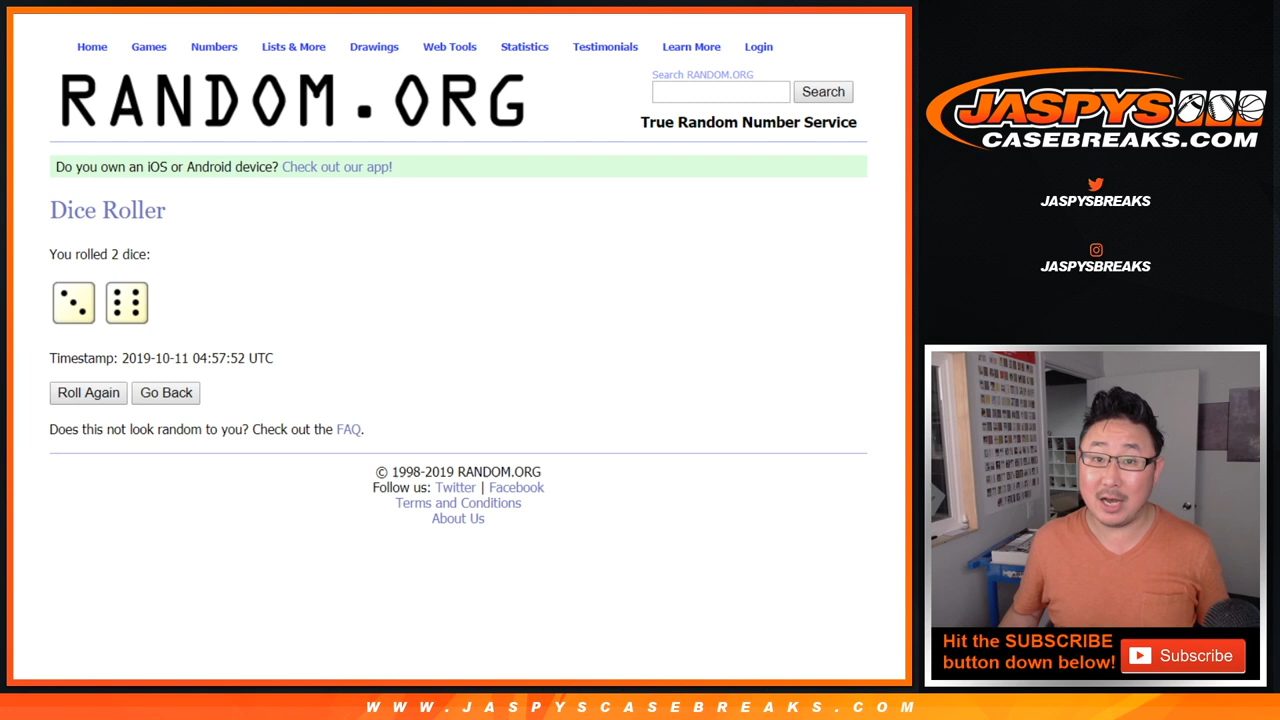 Home Games Numbers Lists & More Drawings Web Tools Statistics Testimonials Learn More Login
RANDOM.ORG
Search RANDOM.ORG
Search
True Random Number Service
Do you own an iOS or Android device? Check out our app!
Dice Roller
You rolled 2 dice:
Timestamp: 2019-10-11 04:57:52 UTC
Roll Again Go Back
Does this not look random to you? Check out the FAQ.
© 1998-2019 RANDOM.ORG
Follow us: Twitter | Facebook
Terms and Conditions
About Us
JASPYS
CASEBREAKS.COM
JASPYSBREAKS
JASPYSBREAKS
Hit the SUBSCRIBE
button down below!
Subscribe
WWW.JASPYSCASEBREAKS.COM